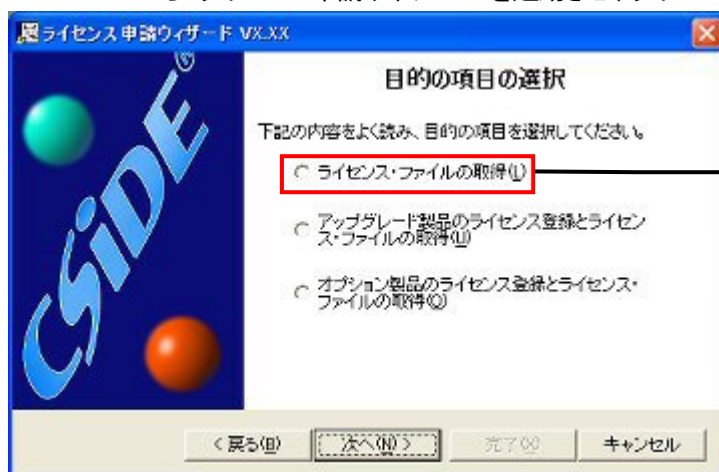 ライセンス申請ウィザード VX.XX
目的の項目の選択
下記の内容をよく読み、目的の項目を選択してください。
ライセンス・ファイルの取得(L)
アップグレード製品のライセンス登録とライセン
ス・ファイルの取得(U)
オプション製品のライセンス登録とライセンス・
ファイルの取得(O)
CSiDE
®
< 戻る(B)
次へ(N) >
完了
キャンセル